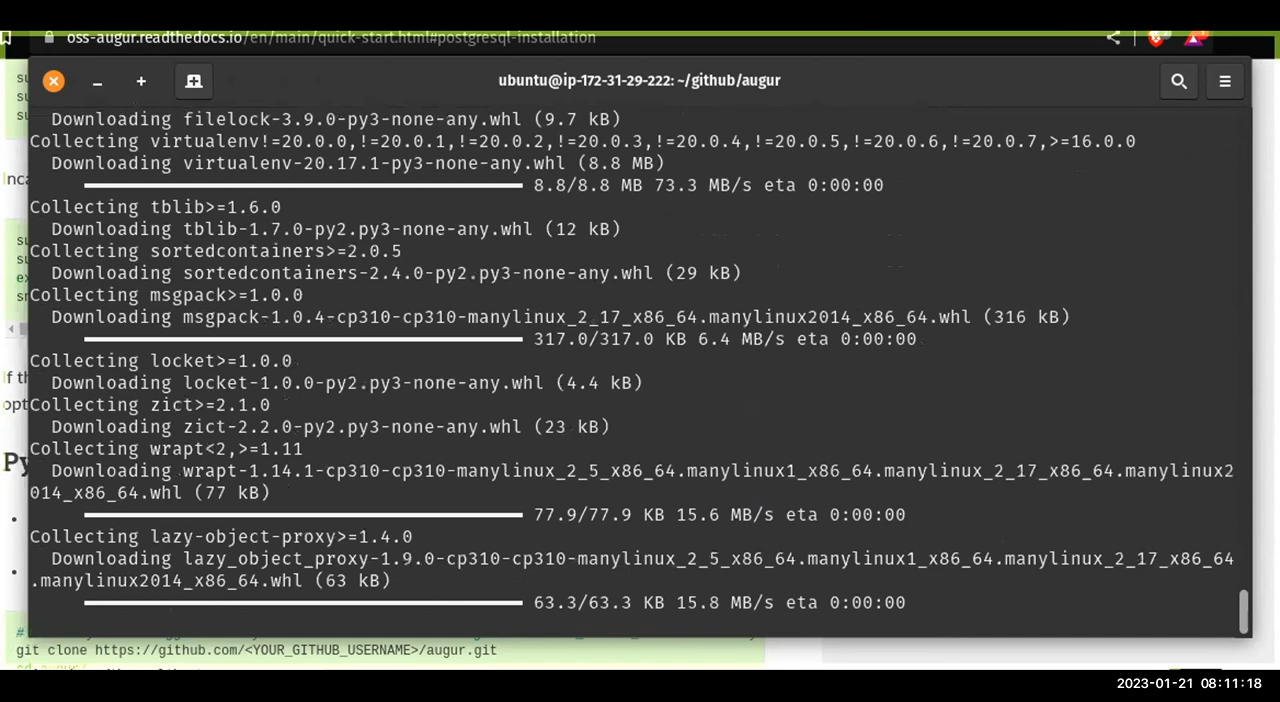 oss-augur.readthedocs.io/en/main/quick-start.html#postgresql-installation
ubuntu@ip-172-31-29-222: ~/github/augur
Downloading filelock-3.9.0-py3-none-any.whl (9.7 kB)
Collecting virtualenv!=20.0.0,!=20.0.1,!=20.0.2,!=20.0.3,!=20.0.4,!=20.0.5,!=20.0.6,!=20.0.7,>=16.0.0
Downloading virtualenv-20.17.1-py3-none-any.whl (8.8 MB)
8.8/8.8 MB 73.3 MB/s eta 0:00:00
Collecting tblib>=1.6.0
Downloading tblib-1.7.0-py2.py3-none-any.whl (12 kB)
Collecting sortedcontainers>=2.0.5
Downloading sortedcontainers-2.4.0-py2.py3-none-any.whl (29 kB)
Collecting msgpack>=1.0.0
Downloading msgpack-1.0.4-cp310-cp310-manylinux_2_17_x86_64.manylinux2014_x86_64.whl (316 kB)
317.0/317.0 KB 6.4 MB/s eta 0:00:00
Collecting locket>=1.0.0
Downloading locket-1.0.0-py2.py3-none-any.whl (4.4 kB)
Collecting zict>=2.1.0
Downloading zict-2.2.0-py2.py3-none-any.whl (23 kB)
Collecting wrapt<2,>=1.11
Downloading wrapt-1.14.1-cp310-cp310-manylinux_2_5_x86_64.manylinux1_x86_64.manylinux_2_17_x86_64.manylinux2
014_x86_64.whl (77 kB)
77.9/77.9 KB 15.6 MB/s eta 0:00:00
Collecting lazy-object-proxy>=1.4.0
Downloading lazy_object_proxy-1.9.0-cp310-cp310-manylinux_2_5_x86_64.manylinux1_x86_64.manylinux_2_17_x86_64
.manylinux2014_x86_64.whl (63 kB)
63.3/63.3 KB 15.8 MB/s eta 0:00:00
git clone https://github.com/<YOUR_GITHUB_USERNAME>/augur.git
2023-01-21 08:11:18